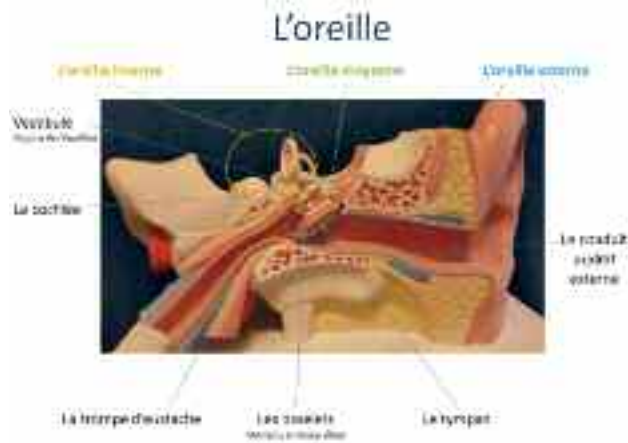 L'oreille
L'oreille interne
L'oreille moyenne
L'oreille externe
Vestibule
La cochlée
Le conduit
auditif
externe
La trompe d'eustache
Les osselets
Le tympan